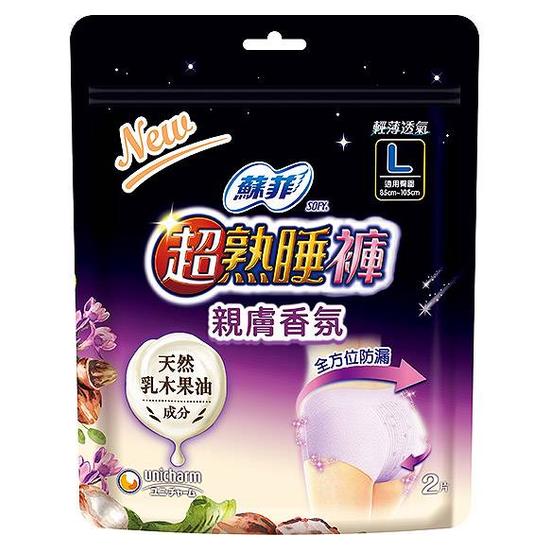 New
輕薄透氣
L
適用臀圍
85cm~105cm
蘇菲
SOFY.
超熟睡褲
親膚香氛
全方位防漏
天然
乳木果油
成分
unicharm
ユニ・チャーム
2片